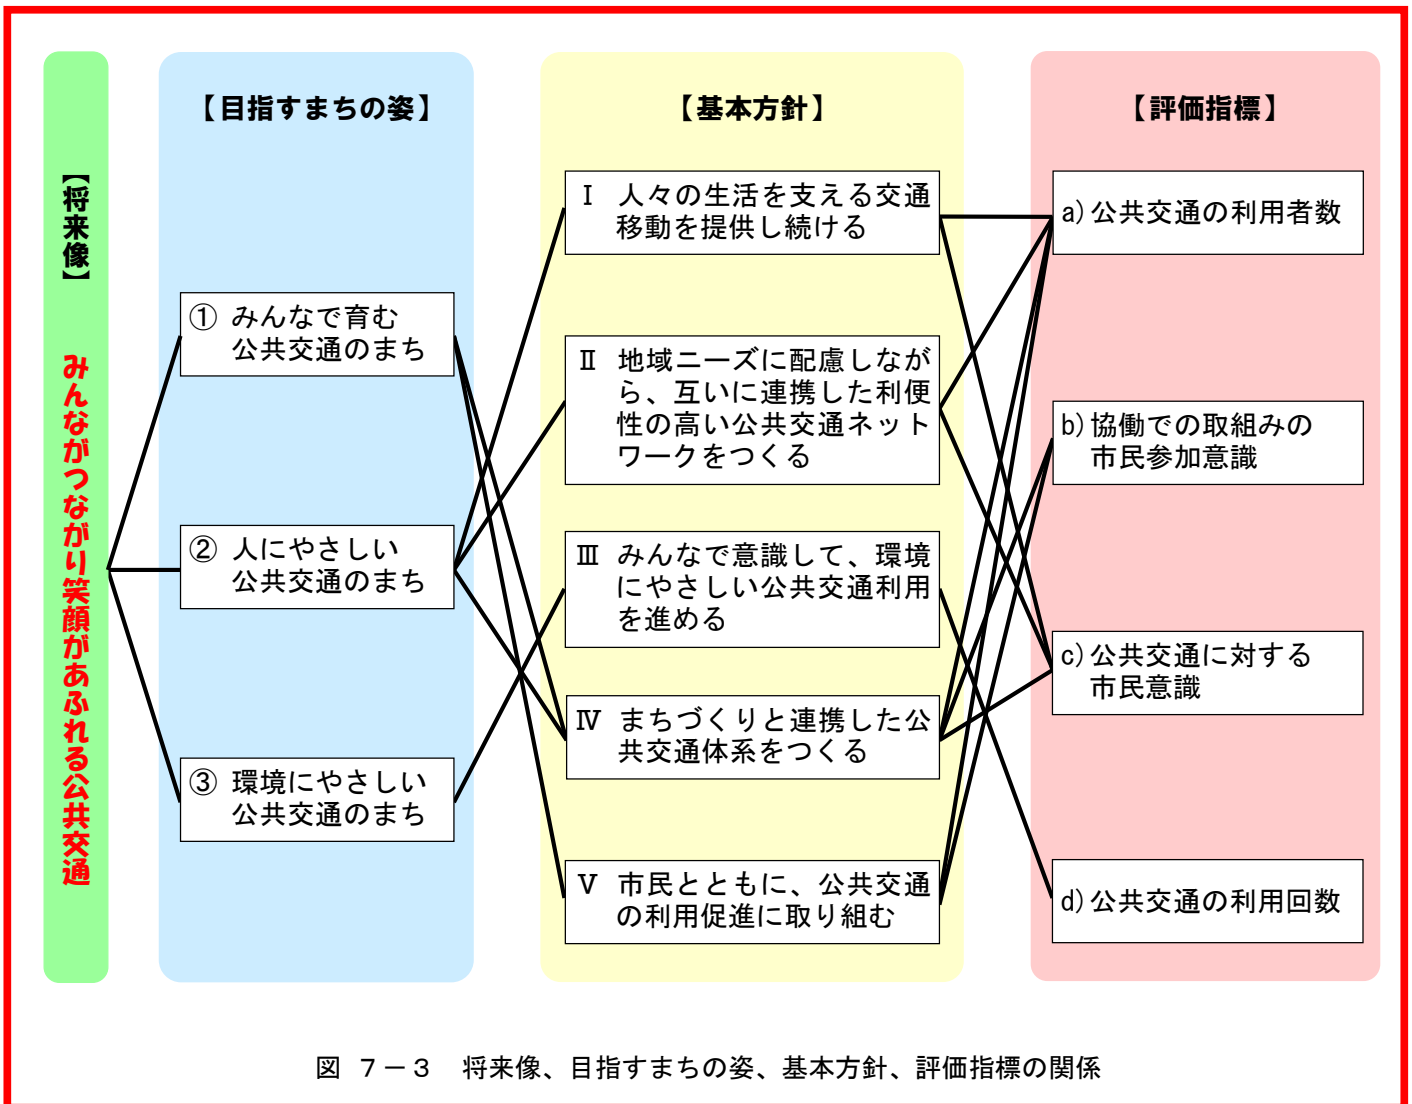 【将来像】 みんながつながり笑顔があふれる公共交通
【目指すまちの姿】
① みんなで育む
公共交通のまち
② 人にやさしい
公共交通のまち
③ 環境にやさしい
公共交通のまち
【基本方針】
Ⅰ 人々の生活を支える交通
移動を提供し続ける
Ⅱ 地域ニーズに配慮しなが
ら、互いに連携した利便
性の高い公共交通ネット
ワークをつくる
Ⅲ みんなで意識して、環境
にやさしい公共交通利用
を進める
Ⅳ まちづくりと連携した公
共交通体系をつくる
Ⅴ 市民とともに、公共交通
の利用促進に取り組む
【評価指標】
a)公共交通の利用者数
b)協働での取組みの
市民参加意識
c)公共交通に対する
市民意識
d)公共交通の利用回数
図 7-3 将来像、目指すまちの姿、基本方針、評価指標の関係